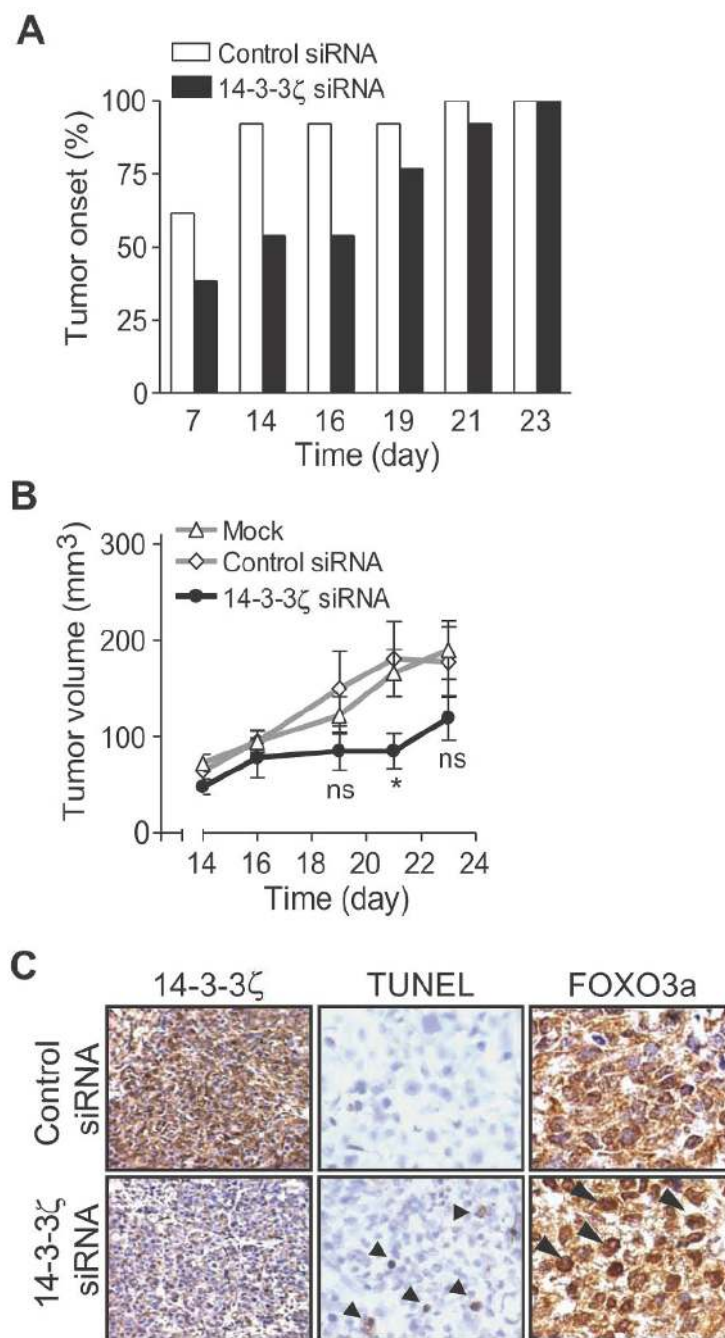 A
Control siRNA
14-3-3ζ siRNA
Tumor onset (%)
100
75
50
25
0
7 14 16 19 21 23
Time (day)
B
Mock
Control siRNA
14-3-3ζ siRNA
Tumor volume (mm³)
300
200
100
0
ns * ns
14 16 18 20 22 24
Time (day)
C
14-3-3ζ TUNEL FOXO3a
Control
siRNA
14-3-3ζ
siRNA